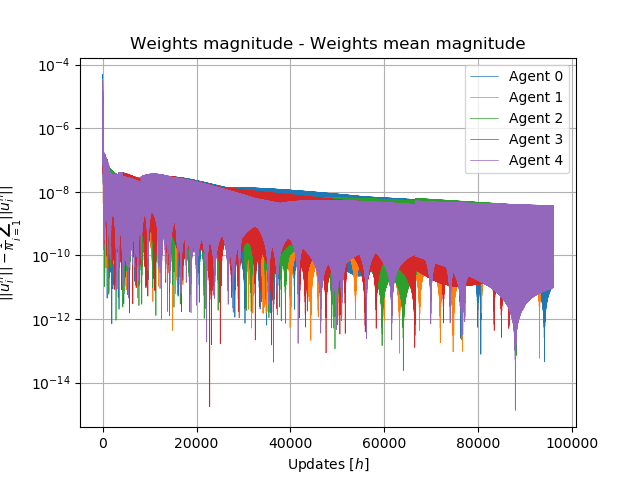 Weights magnitude - Weights mean magnitude
10⁻⁴
10⁻⁶
10⁻⁸
10⁻¹⁰
10⁻¹²
10⁻¹⁴
0
20000
40000
60000
80000
100000
Updates [h]
Agent 0
Agent 1
Agent 2
Agent 3
Agent 4